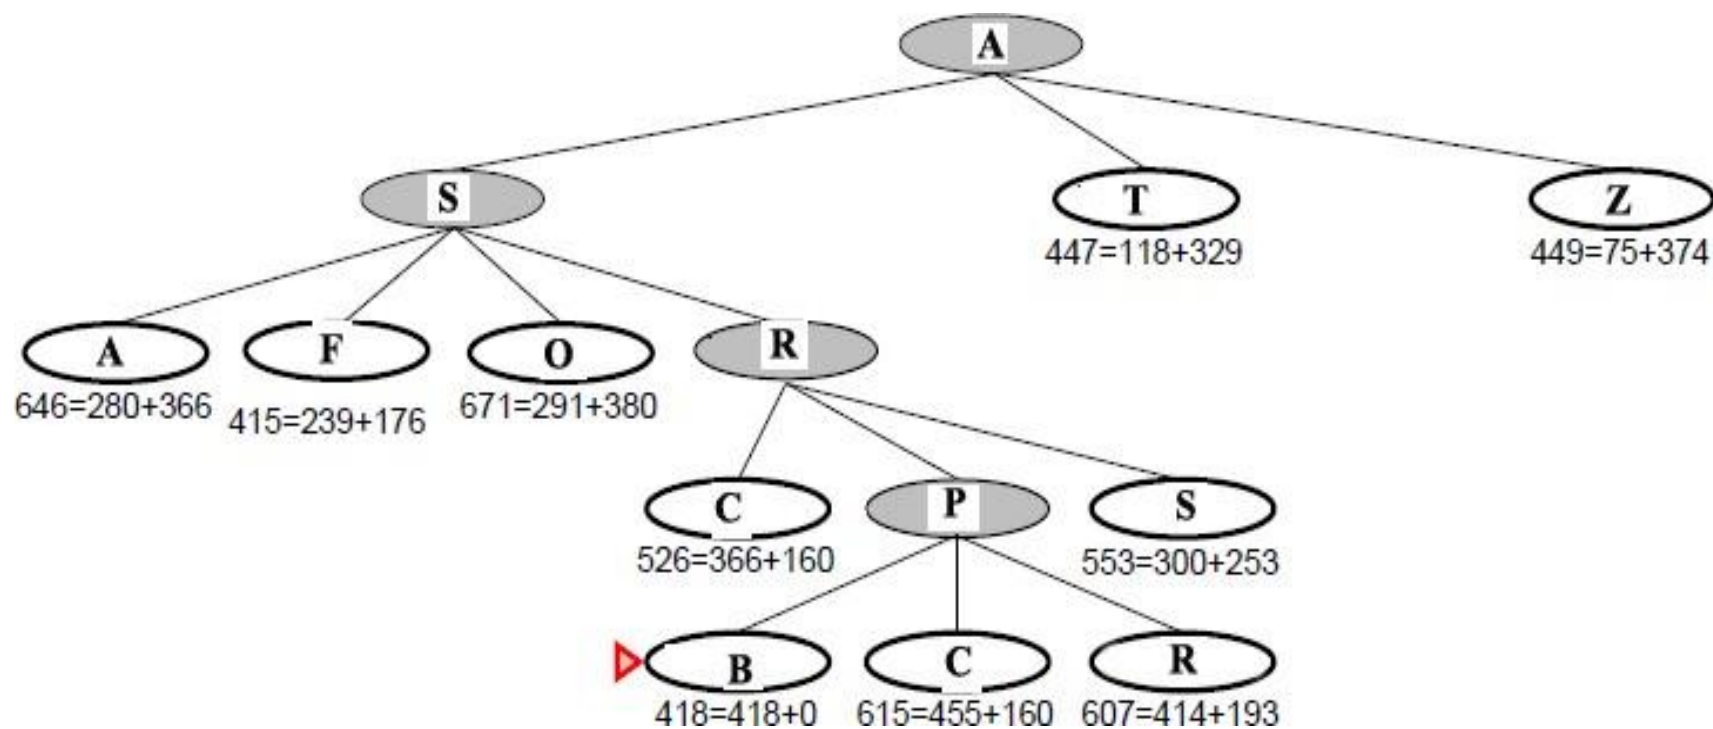 A
S T Z
447=118+329 449=75+374
A F O R
646=280+366 415=239+176 671=291+380
C P S
526=366+160 553=300+253
B C R
418=418+0 615=455+160 607=414+193